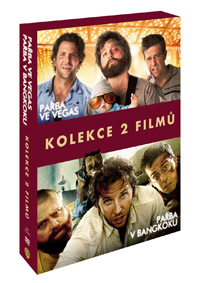 PAŘBA VE VEGAS
PAŘBA V BANGKOKU
KOLEKCE 2 FILMŮ
PAŘBA
VE VEGAS
KOLEKCE 2 FILMŮ
PAŘBA
V BANGKOKU